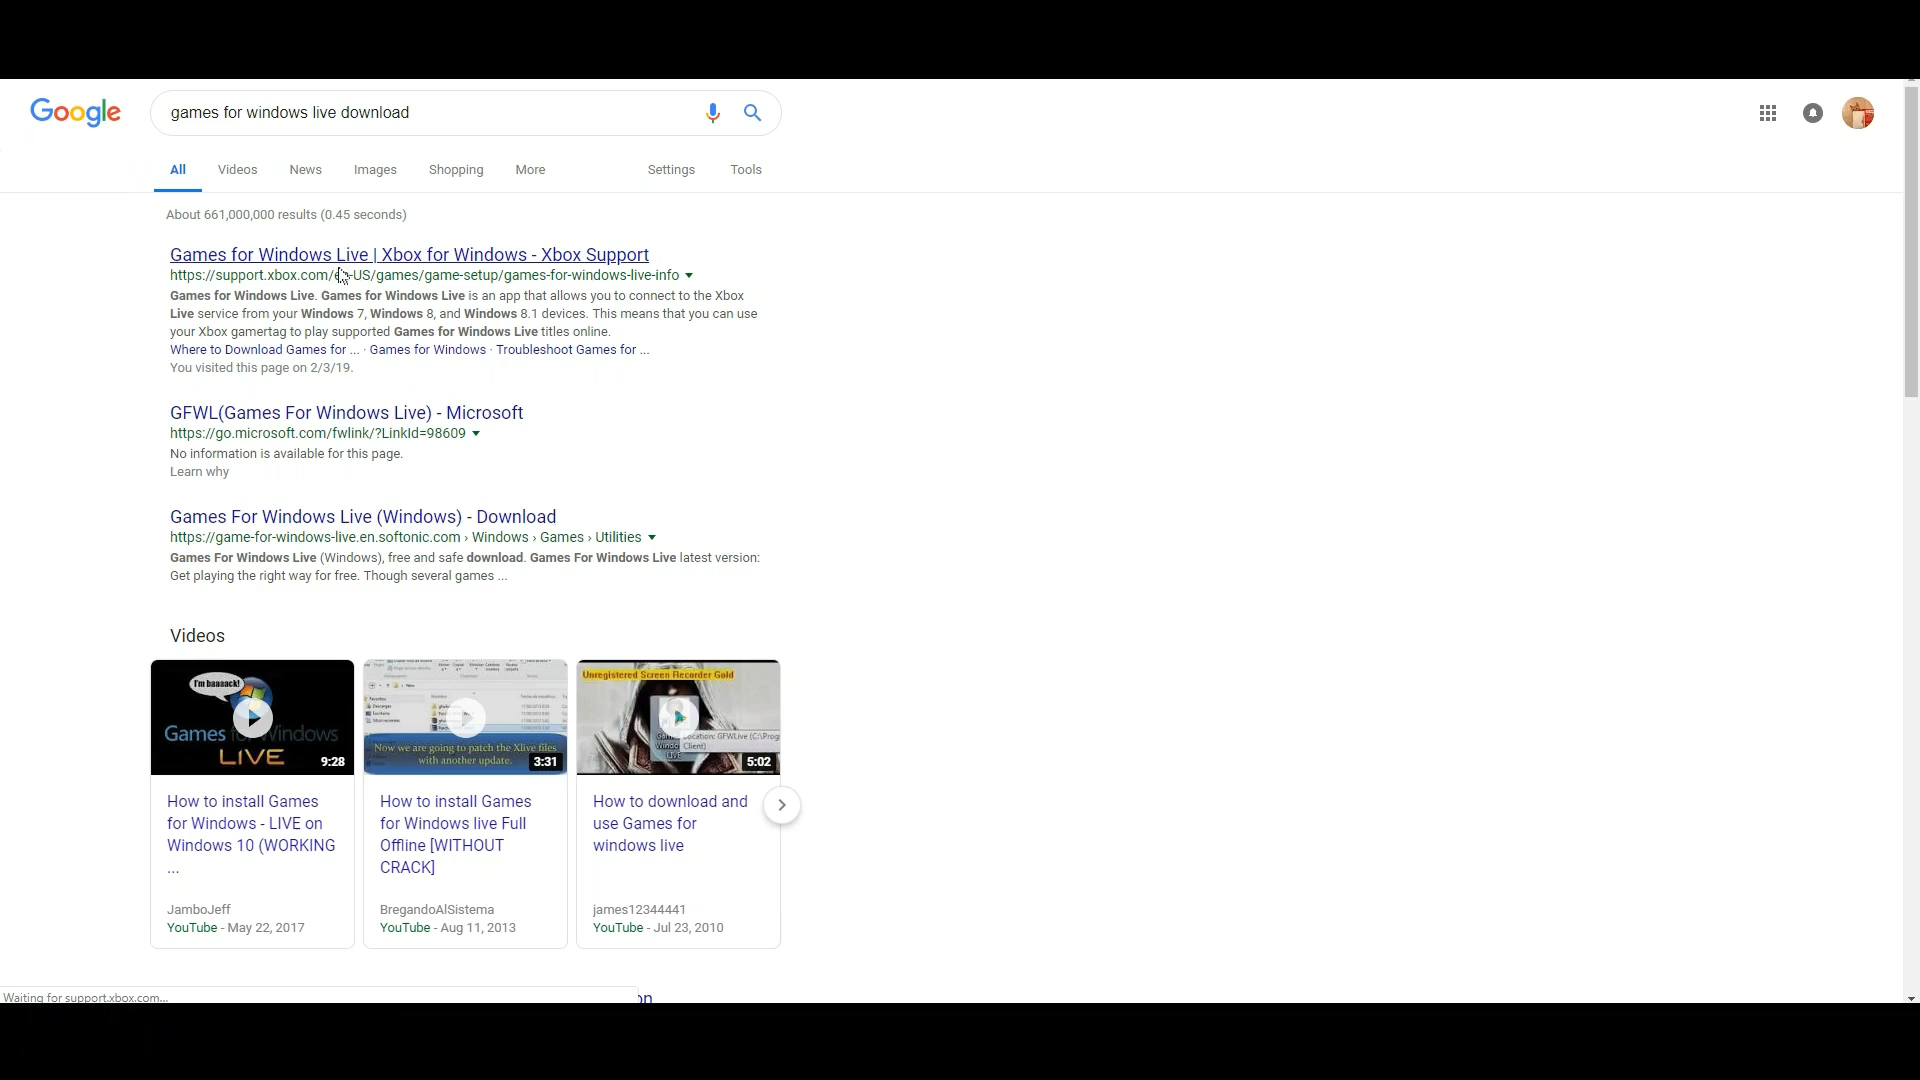 Google
games for windows live download
All Videos News Images Shopping More Settings Tools
About 661,000,000 results (0.45 seconds)
Games for Windows Live | Xbox for Windows - Xbox Support
https://support.xbox.com/en-US/games/game-setup/games-for-windows-live-info
Games for Windows Live. Games for Windows Live is an app that allows you to connect to the Xbox
Live service from your Windows 7, Windows 8, and Windows 8.1 devices. This means that you can use
your Xbox gamertag to play supported Games for Windows Live titles online.
Where to Download Games for ... · Games for Windows · Troubleshoot Games for ...
You visited this page on 2/3/19.
GFWL(Games For Windows Live) - Microsoft
https://go.microsoft.com/fwlink/?LinkId=98609
No information is available for this page.
Learn why
Games For Windows Live (Windows) - Download
https://game-for-windows-live.en.softonic.com › Windows › Games › Utilities
Games For Windows Live (Windows), free and safe download. Games For Windows Live latest version:
Get playing the right way for free. Though several games ...
Videos
I'm baaaack!
Games for Windows
LIVE
9:28
How to install Games
for Windows - LIVE on
Windows 10 (WORKING
...
JamboJeff
YouTube - May 22, 2017
Now we are going to patch the Xlive files
with another update.
3:31
How to install Games
for Windows live Full
Offline [WITHOUT
CRACK]
BregandoAlSistema
YouTube - Aug 11, 2013
Unregistered Screen Recorder Gold
Location: GFWLive (C:\Prog
Client)
5:02
How to download and
use Games for
windows live
james12344441
YouTube - Jul 23, 2010
Waiting for support.xbox.com...
on